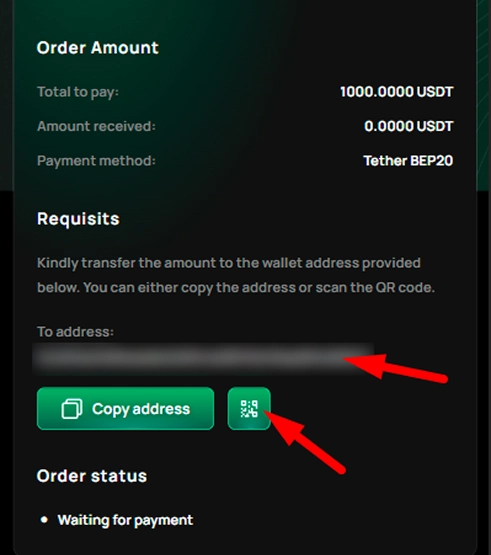 Order Amount
Total to pay: 1000.0000 USDT
Amount received: 0.0000 USDT
Payment method: Tether BEP20
Requisits
Kindly transfer the amount to the wallet address provided
below. You can either copy the address or scan the QR code.
To address:
Copy address
Order status
Waiting for payment